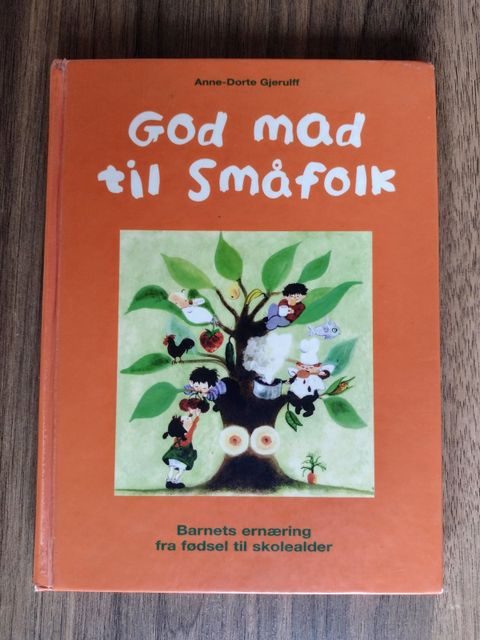 Anne-Dorte Gjerulff
God mad
til Småfolk
Barnets ernæring
fra fødsel til skolealder